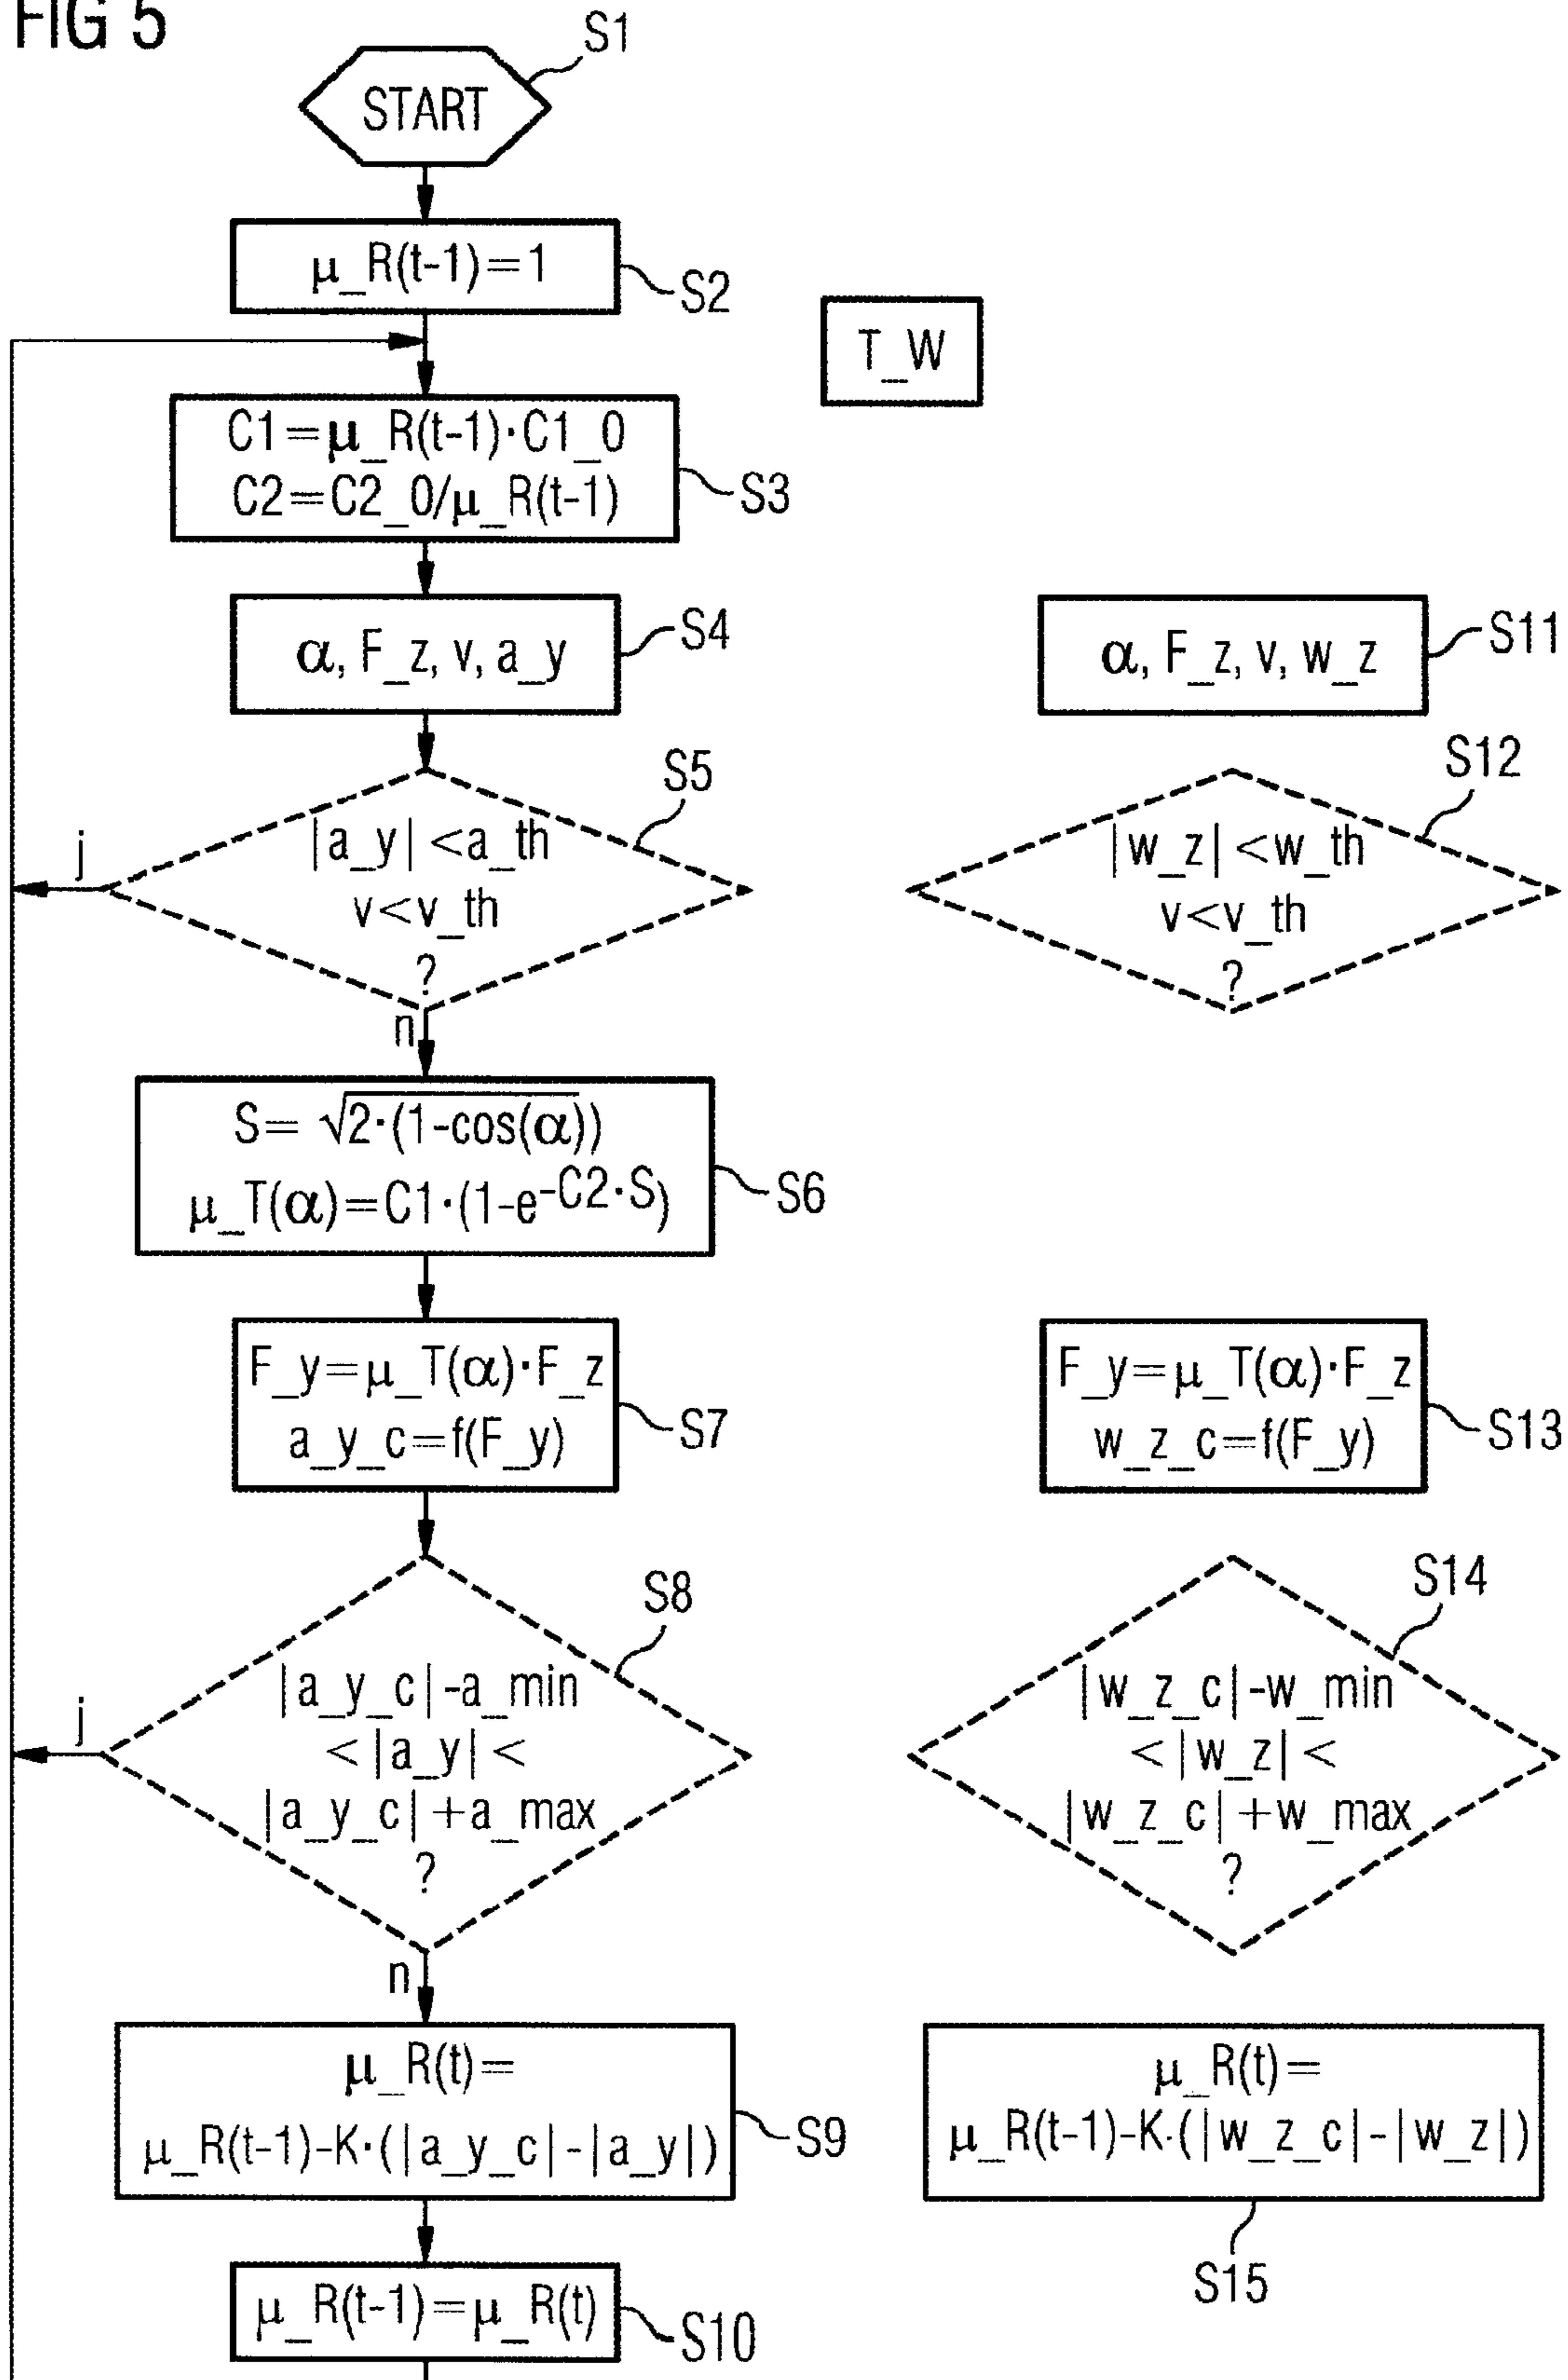 FIG 5
S1
START
μ_R(t-1)=1
S2
T_W
C1=μ_R(t-1)·C1_0
C2=C2_0/μ_R(t-1)
S3
α, F_z, v, a_y
S4
α, F_z, v, w_z
S11
S5
|a_y|<a_th
v<v_th
?
j
n
S12
|w_z|<w_th
v<v_th
?
S=√2·(1-cos(α))
μ_T(α)=C1·(1-e^-C2·S)
S6
F_y=μ_T(α)·F_z
a_y_c=f(F_y)
S7
F_y=μ_T(α)·F_z
w_z_c=f(F_y)
S13
S8
|a_y_c|-a_min
<|a_y|<
|a_y_c|+a_max
?
j
n
S14
|w_z_c|-w_min
<|w_z|<
|w_z_c|+w_max
?
μ_R(t)=
μ_R(t-1)-K·(|a_y_c|-|a_y|)
S9
μ_R(t)=
μ_R(t-1)-K·(|w_z_c|-|w_z|)
S15
μ_R(t-1)=μ_R(t)
S10